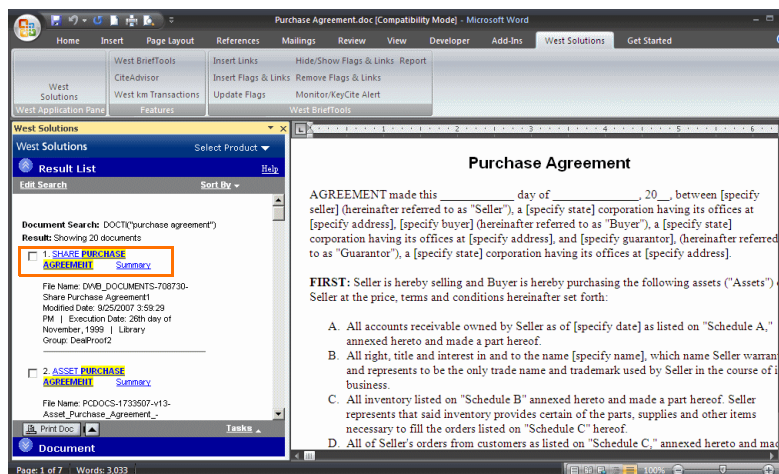 Purchase Agreement.doc [Compatibility Mode] - Microsoft Word
Home Insert Page Layout References Mailings Review View Developer Add-Ins West Solutions Get Started
West BriefTools Insert Links Hide/Show Flags & Links Report
CiteAdvisor Insert Flags & Links Remove Flags & Links
West Solutions
West km Transactions Update Flags Monitor/KeyCite Alert
West Application Pane Features West BriefTools
West Solutions
West Solutions Select Product
Result List Help
Edit Search Sort By
Document Search: DOCTI("purchase agreement")
Result: Showing 20 documents
1. SHARE PURCHASE
AGREEMENT Summary
File Name: DWB_DOCUMENTS-708730-
Share Purchase Agreement1
Modified Date: 9/25/2007 3:59:29
PM | Execution Date: 26th day of
November, 1999 | Library
Group: DealProof2
2. ASSET PURCHASE
AGREEMENT Summary
File Name: PCDOCS-1733507-v13-
Asset_Purchase_Agreement_-
Print Doc Tasks
Document
1 2 3 4 5 6
Purchase Agreement
AGREEMENT made this ____________ day of ______________, 20__, between [specify
seller] (hereinafter referred to as "Seller"), a [specify state] corporation having its offices at
[specify address], [specify buyer] (hereinafter referred to as "Buyer"), a [specify state]
corporation having its offices at [specify address], and [specify guarantor], (hereinafter referred
to as "Guarantor"), a [specify state] corporation having its offices at [specify address].
FIRST: Seller is hereby selling and Buyer is hereby purchasing the following assets ("Assets")
Seller at the price, terms and conditions hereinafter set forth:
A. All accounts receivable owned by Seller as of [specify date] as listed on "Schedule A,"
annexed hereto and made a part hereof.
B. All right, title and interest in and to the name [specify name], which name Seller warran
and represents to be the only trade name and trademark used by Seller in the course of i
business.
C. All inventory listed on "Schedule B" annexed hereto and made a part hereof. Seller
represents that said inventory provides certain of the parts, supplies and other items
necessary to fill the orders listed on "Schedule C" hereof.
D. All of Seller's orders from customers as listed on "Schedule C," annexed hereto and mad
Page: 1 of 7 Words: 3,033 100%